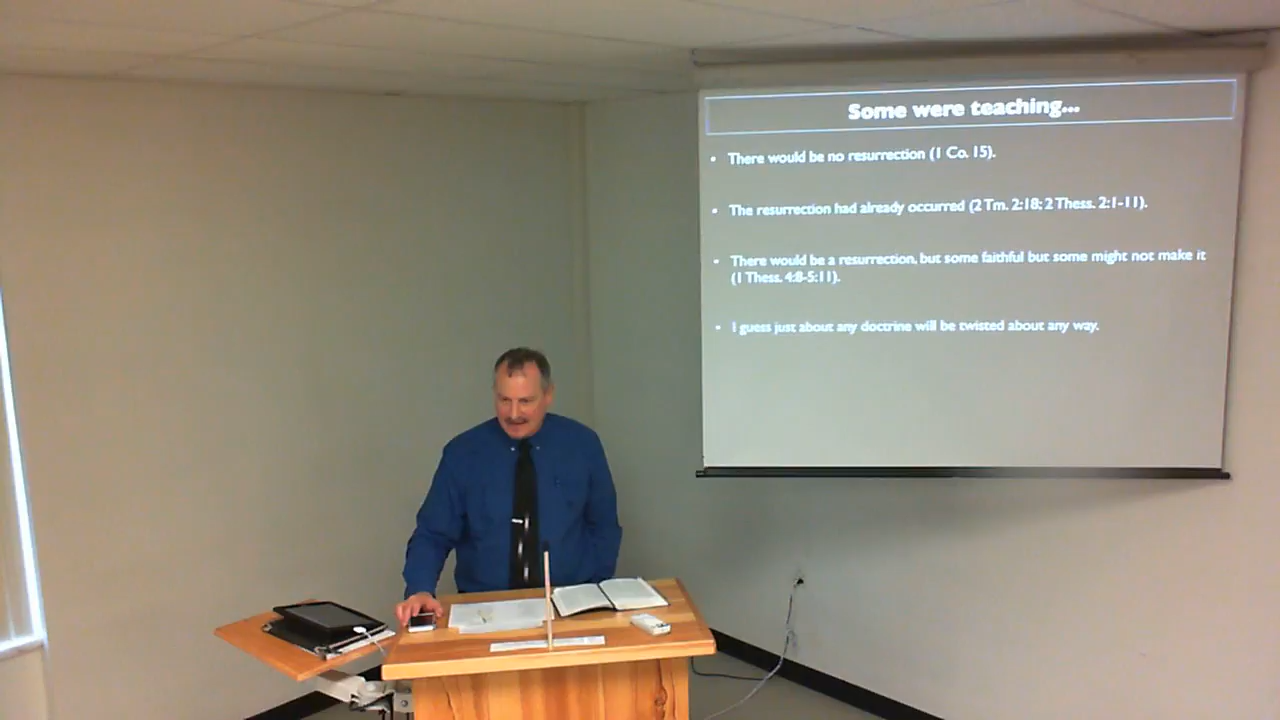 Some were teaching...
• There would be no resurrection (1 Co. 15).
• The resurrection had already occurred (2 Tm. 2:18; 2 Thess. 2:1-11).
• There would be a resurrection, but some faithful but some might not make it
(1 Thess. 4:8-5:11).
• I guess just about any doctrine will be twisted about any way.